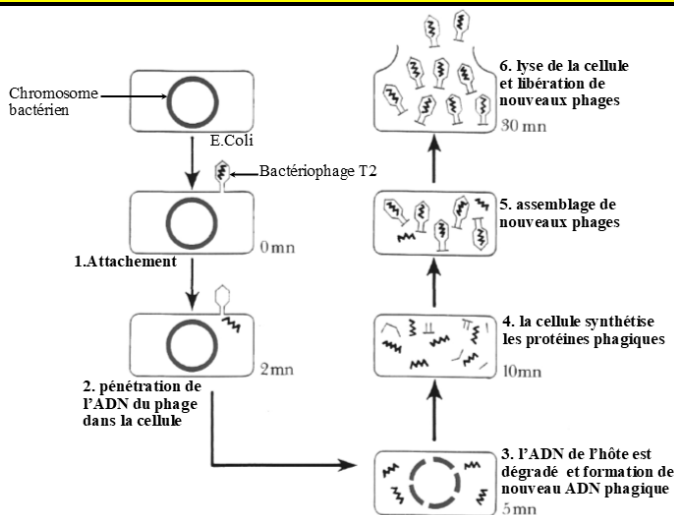 Chromosome
bactérien
E.Coli
Bactériophage T2
1.Attachement
0mn
2mn
2. pénétration de
l'ADN du phage
dans la cellule
3. l'ADN de l'hôte est
dégradé et formation de
nouveau ADN phagique
5mn
4. la cellule synthétise
les protéines phagiques
10mn
5. assemblage de
nouveaux phages
6. lyse de la cellule
et libération de
nouveaux phages
30 mn